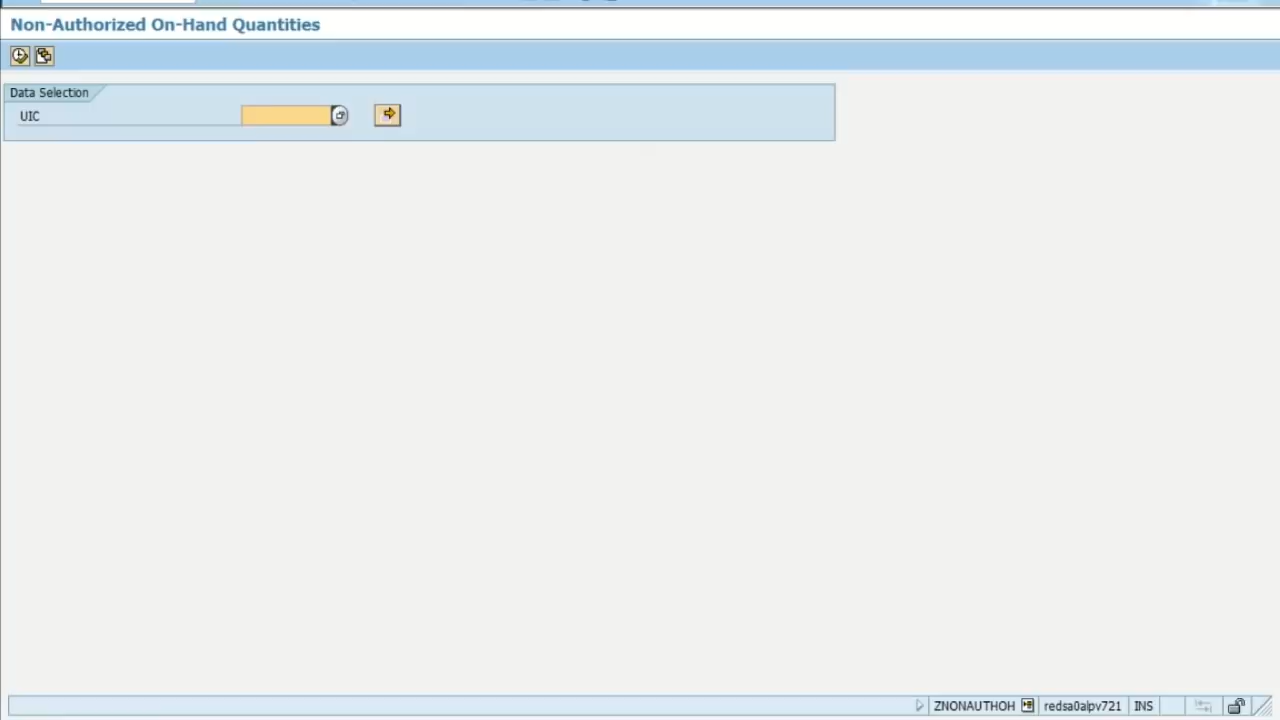 Non-Authorized On-Hand Quantities
Data Selection
UIC
ZNONAUTHOH redsa0alpv721 INS